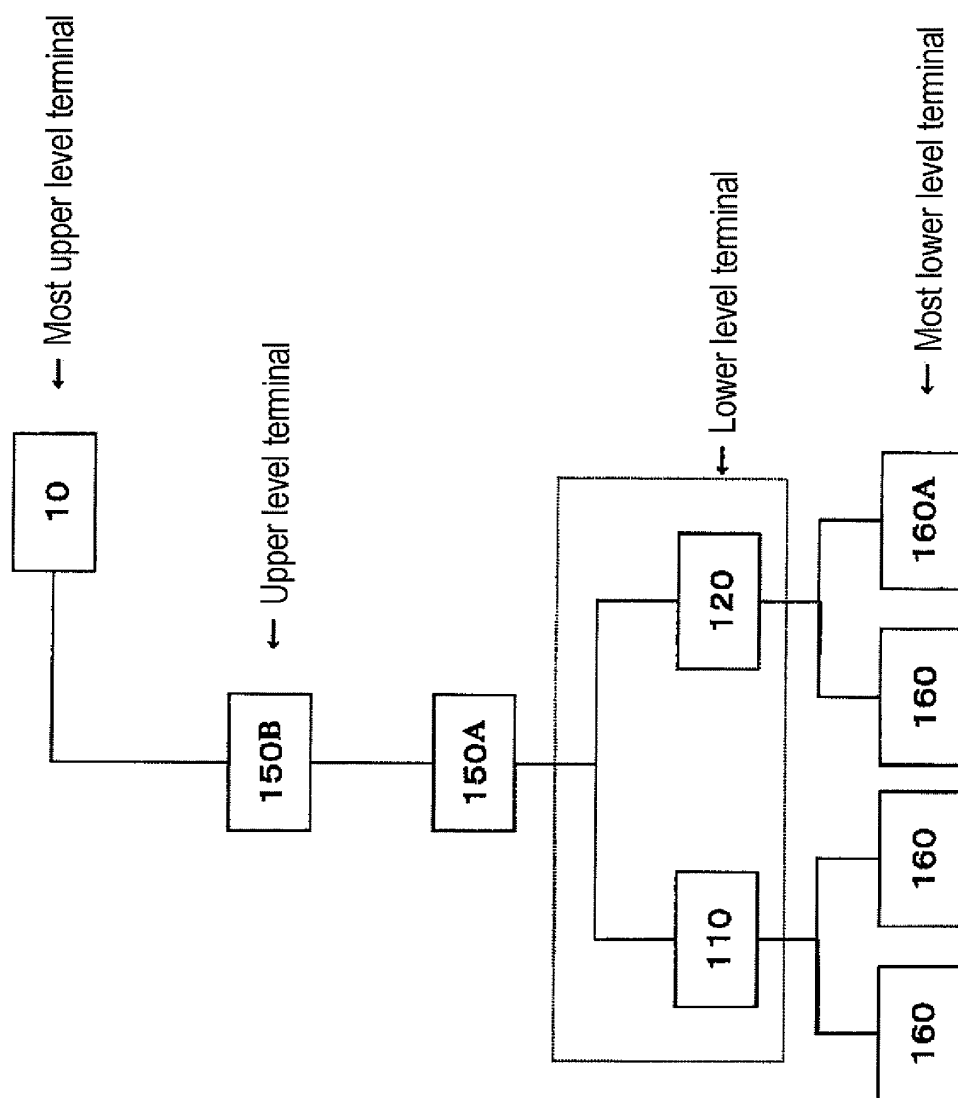 10
← Most upper level terminal
150B
← Upper level terminal
150A
← Lower level terminal
110
120
160
160
160
160A
← Most lower level terminal